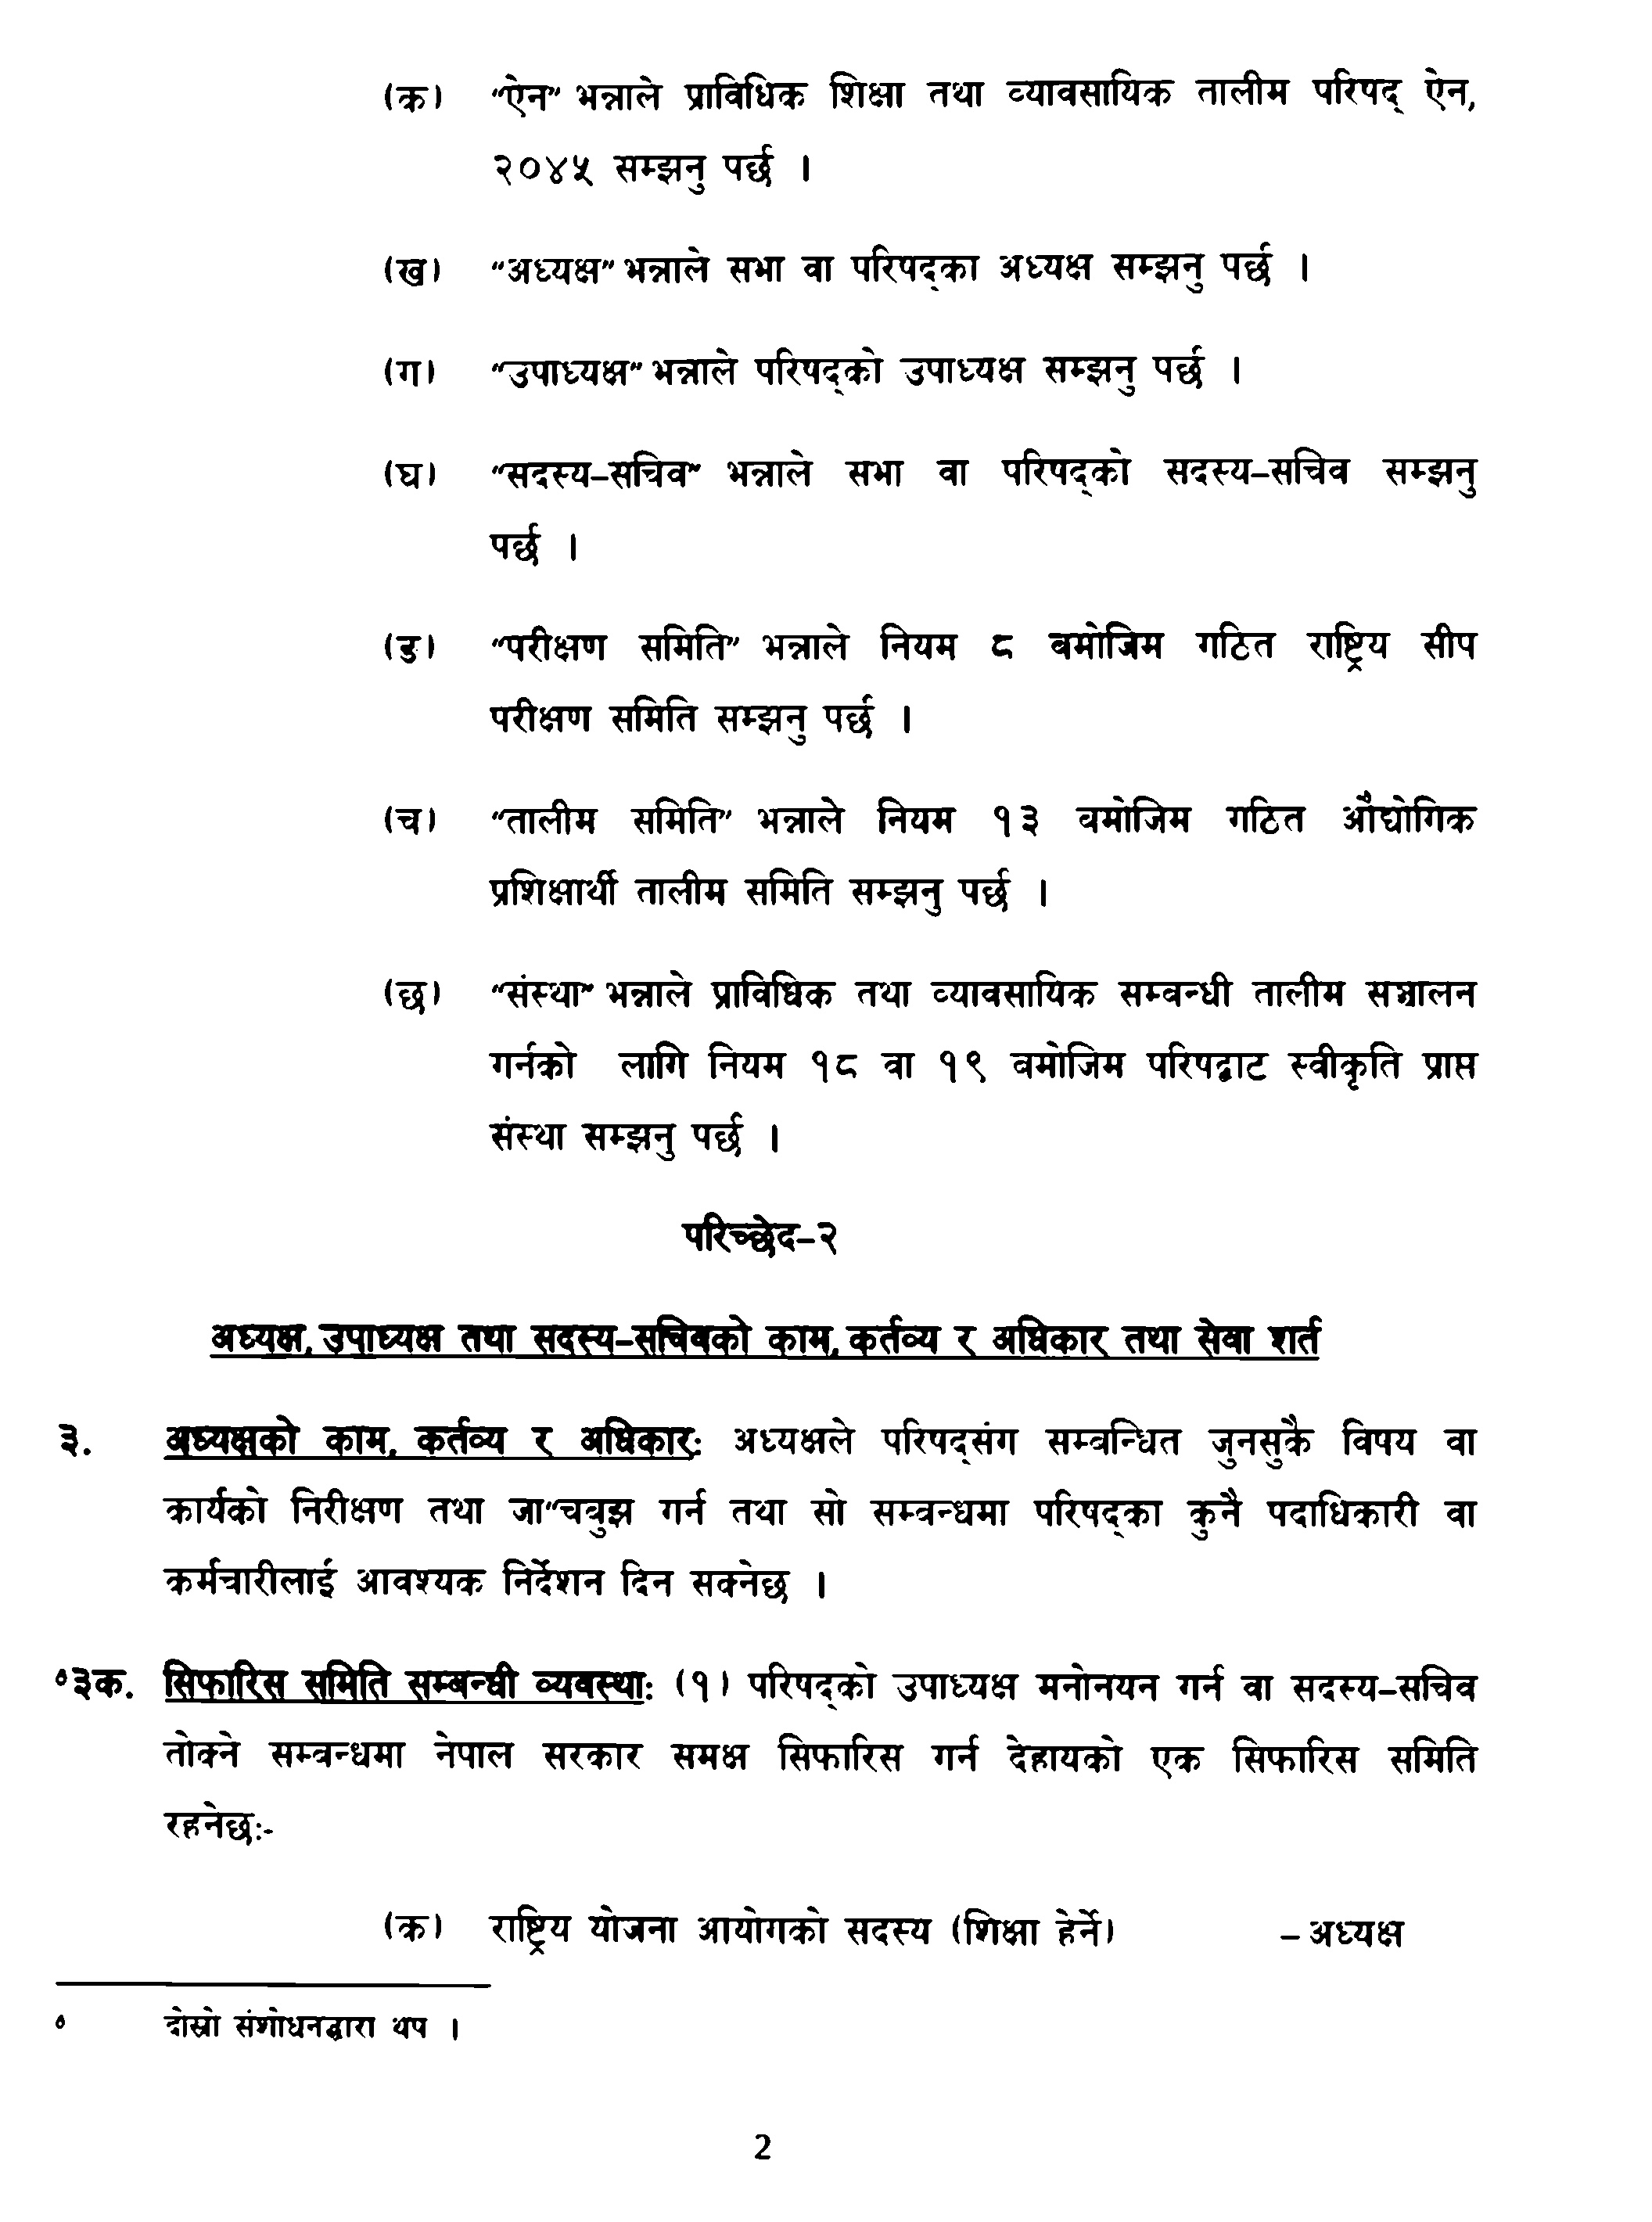 (क) “ऐन” भन्नाले प्राविधिक शिक्षा तथा व्यावसायिक तालीम परिषद् ऐन,
२०४५ सम्झनु पर्छ ।
(ख) “अध्यक्ष” भन्नाले सभा वा परिषद्का अध्यक्ष सम्झनु पर्छ ।
(ग) “उपाध्यक्ष” भन्नाले परिषद्को उपाध्यक्ष सम्झनु पर्छ ।
(घ) “सदस्य–सचिव” भन्नाले सभा वा परिषद्को सदस्य–सचिव सम्झनु
पर्छ ।
(ङ) “परीक्षण समिति” भन्नाले नियम ८ बमोजिम गठित राष्ट्रिय सीप
परीक्षण समिति सम्झनु पर्छ ।
(च) “तालीम समिति” भन्नाले नियम १३ बमोजिम गठित औद्योगिक
प्रशिक्षार्थी तालीम समिति सम्झनु पर्छ ।
(छ) “संस्था” भन्नाले प्राविधिक तथा व्यावसायिक सम्बन्धी तालीम सञ्चालन
गर्नको लागि नियम १८ वा १९ बमोजिम परिषद्बाट स्वीकृति प्राप्त
संस्था सम्झनु पर्छ ।
परिच्छेद–२
अध्यक्ष, उपाध्यक्ष तथा सदस्य–सचिवको काम, कर्तव्य र अधिकार तथा सेवा शर्त
३. अध्यक्षको काम, कर्तव्य र अधिकार: अध्यक्षले परिषद्संग सम्बन्धित जुनसुकै विषय वा
कार्यको निरीक्षण तथा जा“चबुझ गर्न तथा सो सम्बन्धमा परिषद्का कुनै पदाधिकारी वा
कर्मचारीलाई आवश्यक निर्देशन दिन सक्नेछ ।
॰३क. सिफारिस समिति सम्बन्धी व्यवस्था: (१) परिषद्को उपाध्यक्ष मनोनयन गर्न वा सदस्य–सचिव
तोक्ने सम्बन्धमा नेपाल सरकार समक्ष सिफारिस गर्न देहायको एक सिफारिस समिति
रहनेछ:-
(क) राष्ट्रिय योजना आयोगको सदस्य (शिक्षा हेर्ने) – अध्यक्ष
॰ दोस्रो संशोधनद्वारा थप ।
2